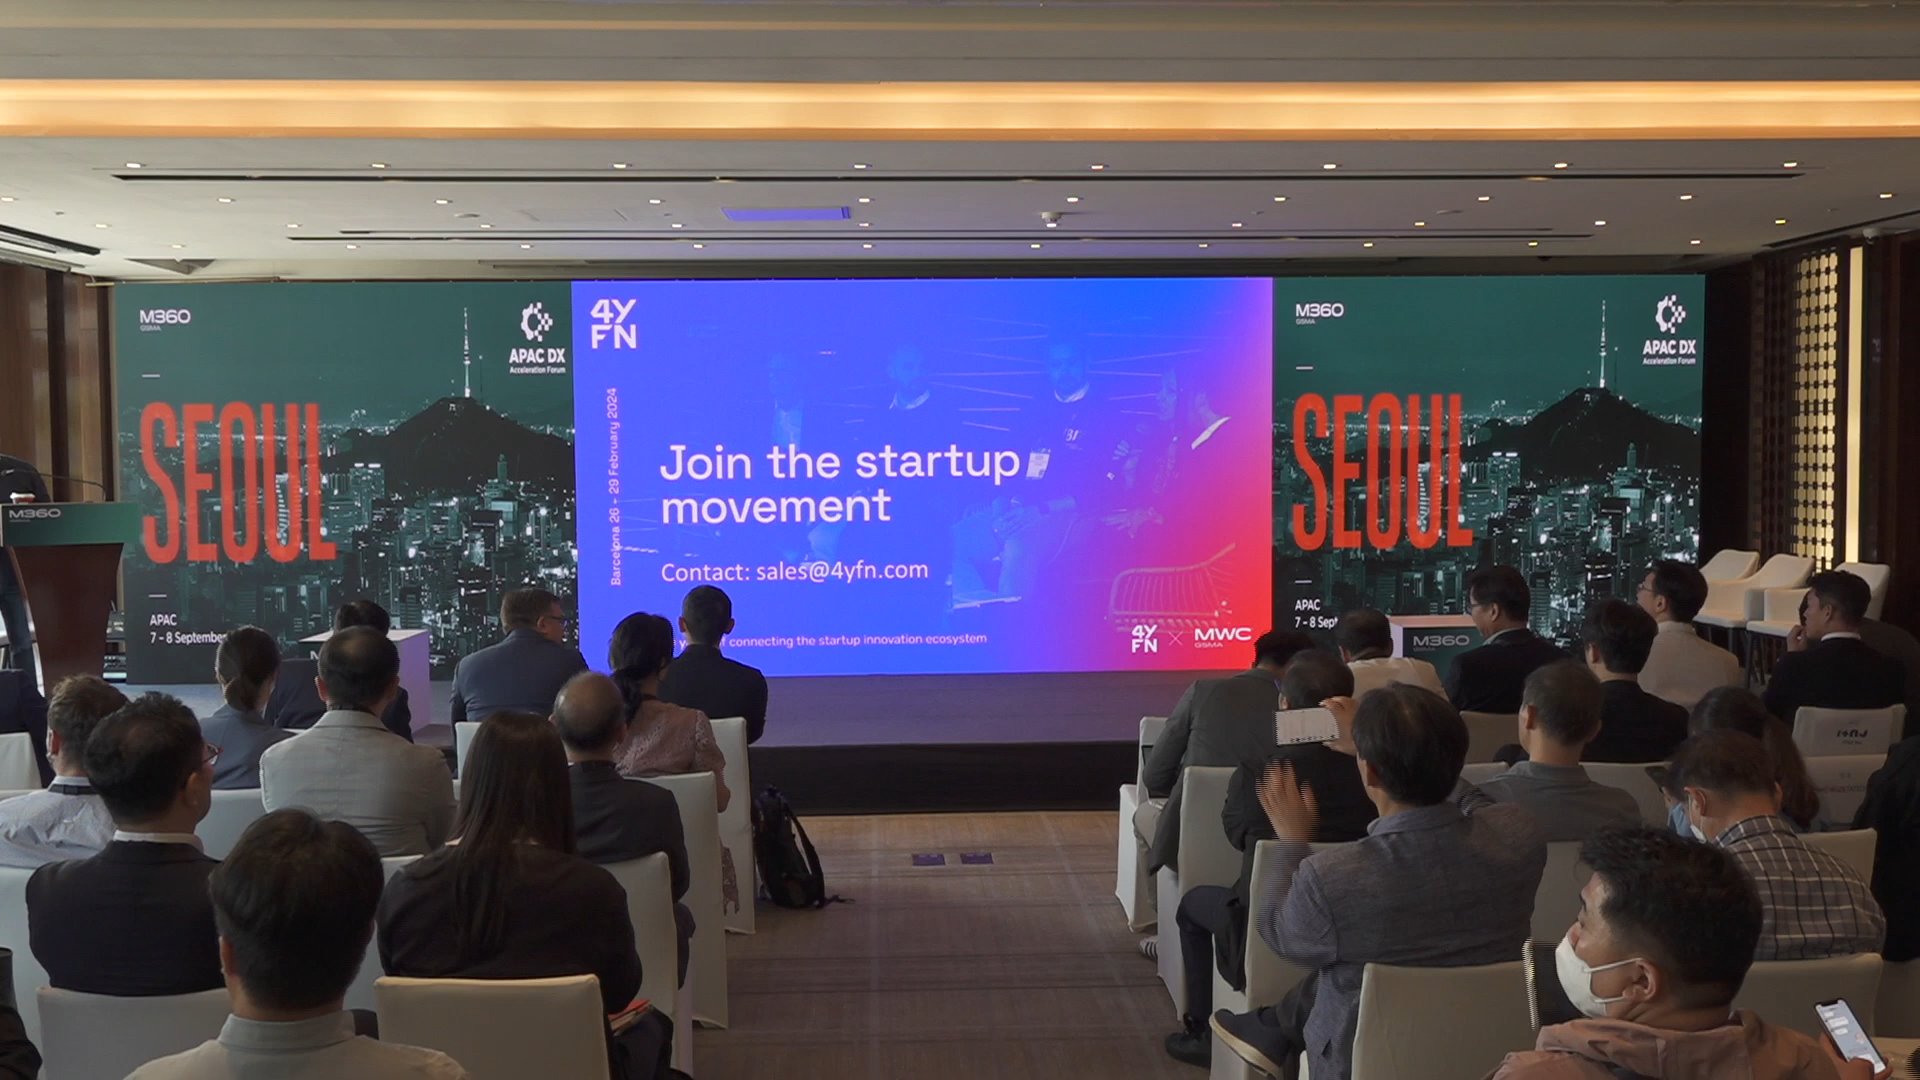 M360
GSMA
APAC DX
Acceleration Forum
SEOUL
APAC
7 – 8 September
M360
4Y
FN
Barcelona 26 - 29 February 2024
Join the startup
movement
Contact: sales@4yfn.com
connecting the startup innovation ecosystem
4Y
FN
× MWC
GSMA
M360
GSMA
APAC DX
Acceleration Forum
SEOUL
APAC
7 – 8 Sept
M360